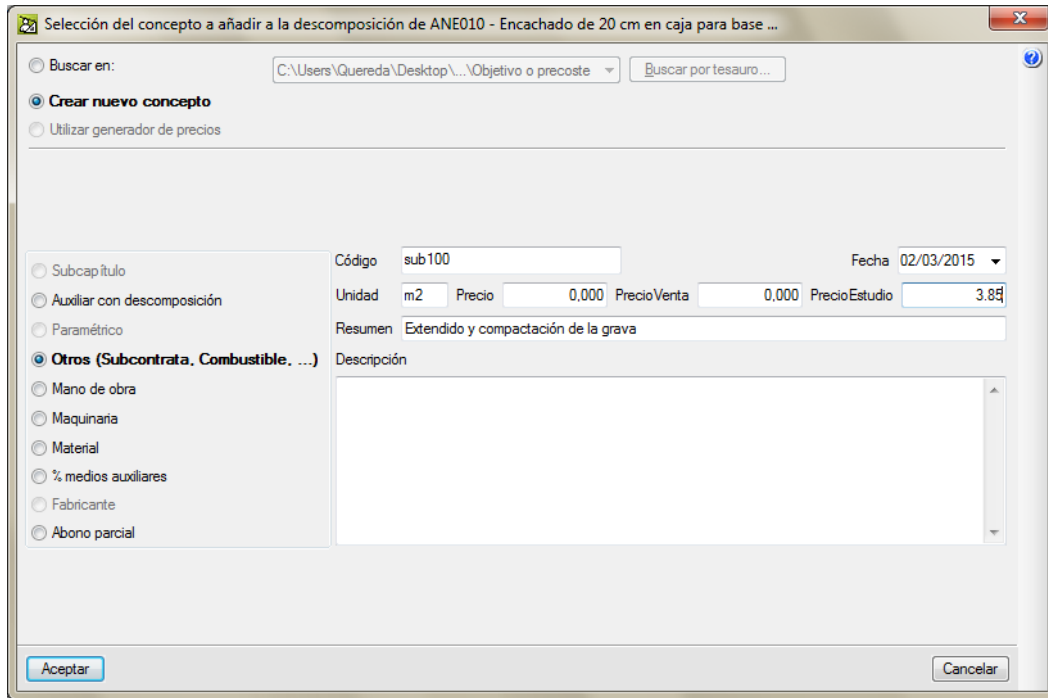 Selección del concepto a añadir a la descomposición de ANE010 - Encachado de 20 cm en caja para base ...
Buscar en:
C:\Users\Quereda\Desktop\...\Objetivo o precoste
Buscar por tesauro...
Crear nuevo concepto
Utilizar generador de precios
Código
sub100
Fecha
02/03/2015
Subcapítulo
Unidad
m2
Precio
0,000
PrecioVenta
0,000
PrecioEstudio
3.85
Auxiliar con descomposición
Resumen
Extendido y compactación de la grava
Paramétrico
Otros (Subcontrata, Combustible, ...)
Descripción
Mano de obra
Maquinaria
Material
% medios auxiliares
Fabricante
Abono parcial
Aceptar
Cancelar